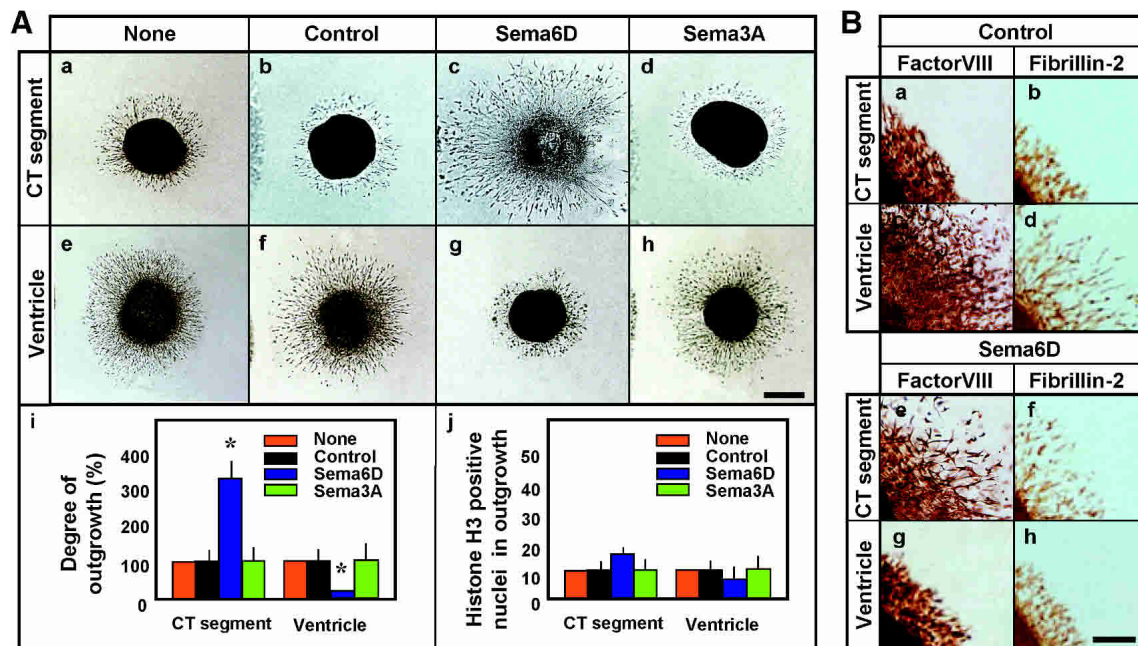 A
None Control Sema6D Sema3A
CT segment
a b c d
Ventricle
e f g h
i
Degree of
outgrowth (%)
400
300
200
100
0
*
*
None
Control
Sema6D
Sema3A
CT segment Ventricle
j
Histone H3 positive
nuclei in outgrowth
50
40
30
20
10
0
None
Control
Sema6D
Sema3A
CT segment Ventricle
B
Control
FactorVIII Fibrillin-2
CT segment
a b
Ventricle
c d
Sema6D
FactorVIII Fibrillin-2
CT segment
e f
Ventricle
g h